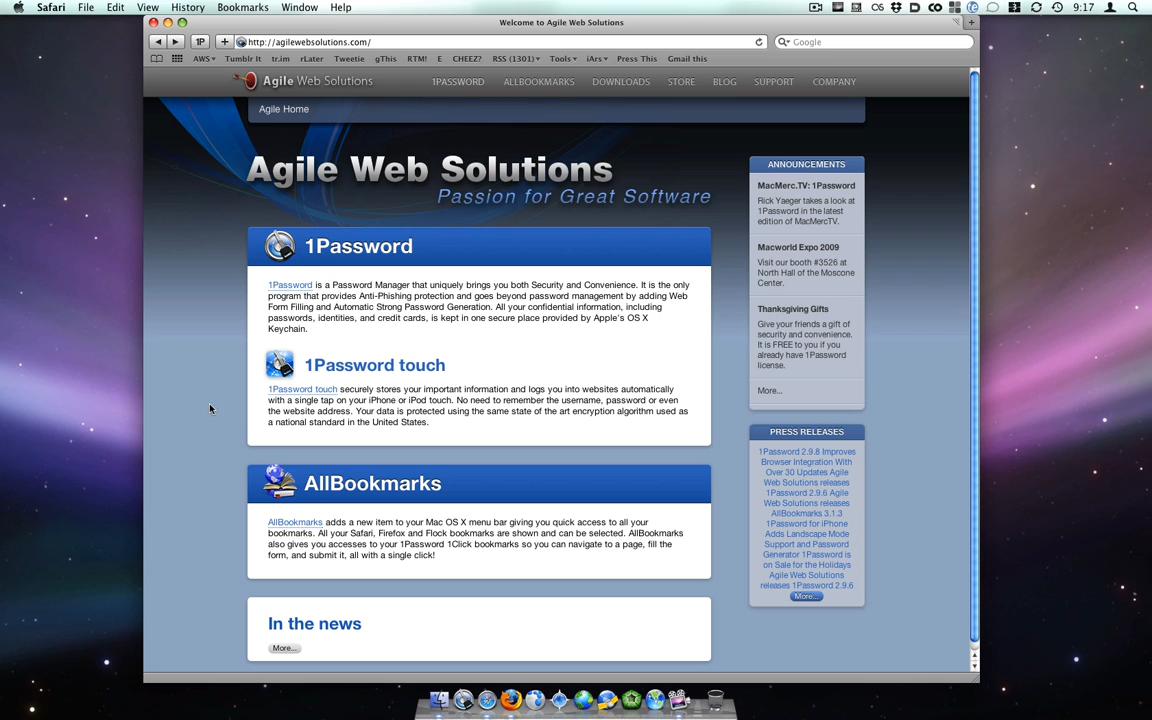 Safari File Edit View History Bookmarks Window Help 9:17
Welcome to Agile Web Solutions
1P http://agilewebsolutions.com/ Google
AWS Tumblr It tr.im rLater Tweetie gThis RTM! E CHEEZ? RSS (1301) Tools iArs Press This Gmail this
Agile Web Solutions 1PASSWORD ALLBOOKMARKS DOWNLOADS STORE BLOG SUPPORT COMPANY
Agile Home
Agile Web Solutions
Passion for Great Software
1Password
1Password is a Password Manager that uniquely brings you both Security and Convenience. It is the only
program that provides Anti-Phishing protection and goes beyond password management by adding Web
Form Filling and Automatic Strong Password Generation. All your confidential information, including
passwords, identities, and credit cards, is kept in one secure place provided by Apple's OS X
Keychain.
1Password touch
1Password touch securely stores your important information and logs you into websites automatically
with a single tap on your iPhone or iPod touch. No need to remember the username, password or even
the website address. Your data is protected using the same state of the art encryption algorithm used as
a national standard in the United States.
AllBookmarks
AllBookmarks adds a new item to your Mac OS X menu bar giving you quick access to all your
bookmarks. All your Safari, Firefox and Flock bookmarks are shown and can be selected. AllBookmarks
also gives you accesses to your 1Password 1Click bookmarks so you can navigate to a page, fill the
form, and submit it, all with a single click!
In the news
More...
ANNOUNCEMENTS
MacMerc.TV: 1Password
Rick Yaeger takes a look at
1Password in the latest
edition of MacMercTV.
Macworld Expo 2009
Visit our booth #3526 at
North Hall of the Moscone
Center.
Thanksgiving Gifts
Give your friends a gift of
security and convenience.
It is FREE to you if you
already have 1Password
license.
More...
PRESS RELEASES
1Password 2.9.8 Improves
Browser Integration With
Over 30 Updates Agile
Web Solutions releases
1Password 2.9.6 Agile
Web Solutions releases
AllBookmarks 3.1.3
1Password for iPhone
Adds Landscape Mode
Support and Password
Generator 1Password is
on Sale for the Holidays
Agile Web Solutions
releases 1Password 2.9.6
More...